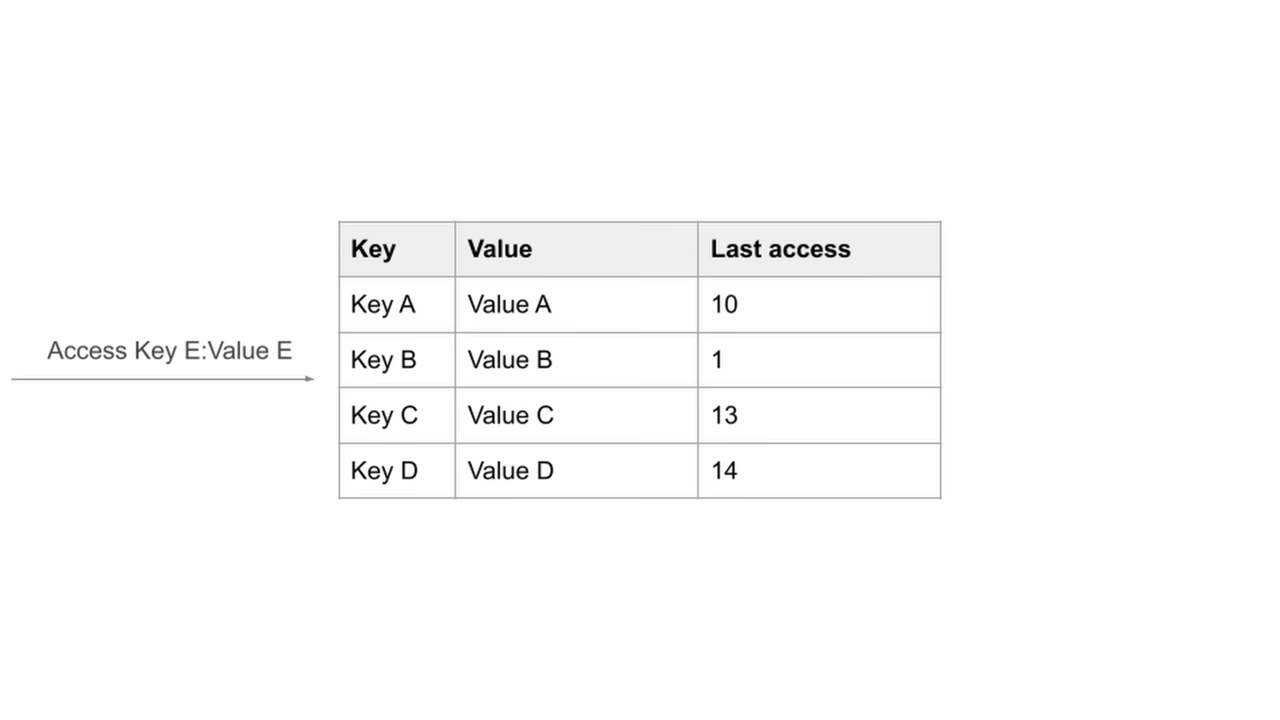 Access Key E:Value E
Key Value Last access
Key A Value A 10
Key B Value B 1
Key C Value C 13
Key D Value D 14